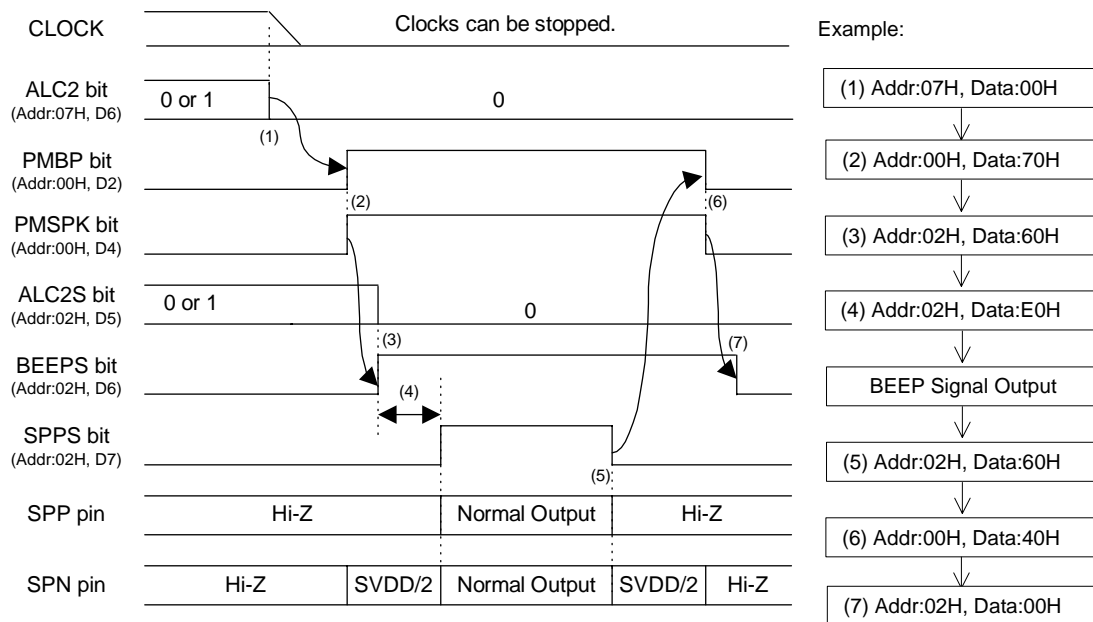 CLOCK
Clocks can be stopped.
ALC2 bit
(Addr:07H, D6)
0 or 1
0
(1)
PMBP bit
(Addr:00H, D2)
(2)
(6)
PMSPK bit
(Addr:00H, D4)
ALC2S bit
(Addr:02H, D5)
0 or 1
0
(3)
(7)
BEEPS bit
(Addr:02H, D6)
(4)
SPPS bit
(Addr:02H, D7)
(5)
SPP pin
Hi-Z
Normal Output
Hi-Z
SPN pin
Hi-Z
SVDD/2
Normal Output
SVDD/2
Hi-Z
Example:
(1) Addr:07H, Data:00H
(2) Addr:00H, Data:70H
(3) Addr:02H, Data:60H
(4) Addr:02H, Data:E0H
BEEP Signal Output
(5) Addr:02H, Data:60H
(6) Addr:00H, Data:40H
(7) Addr:02H, Data:00H